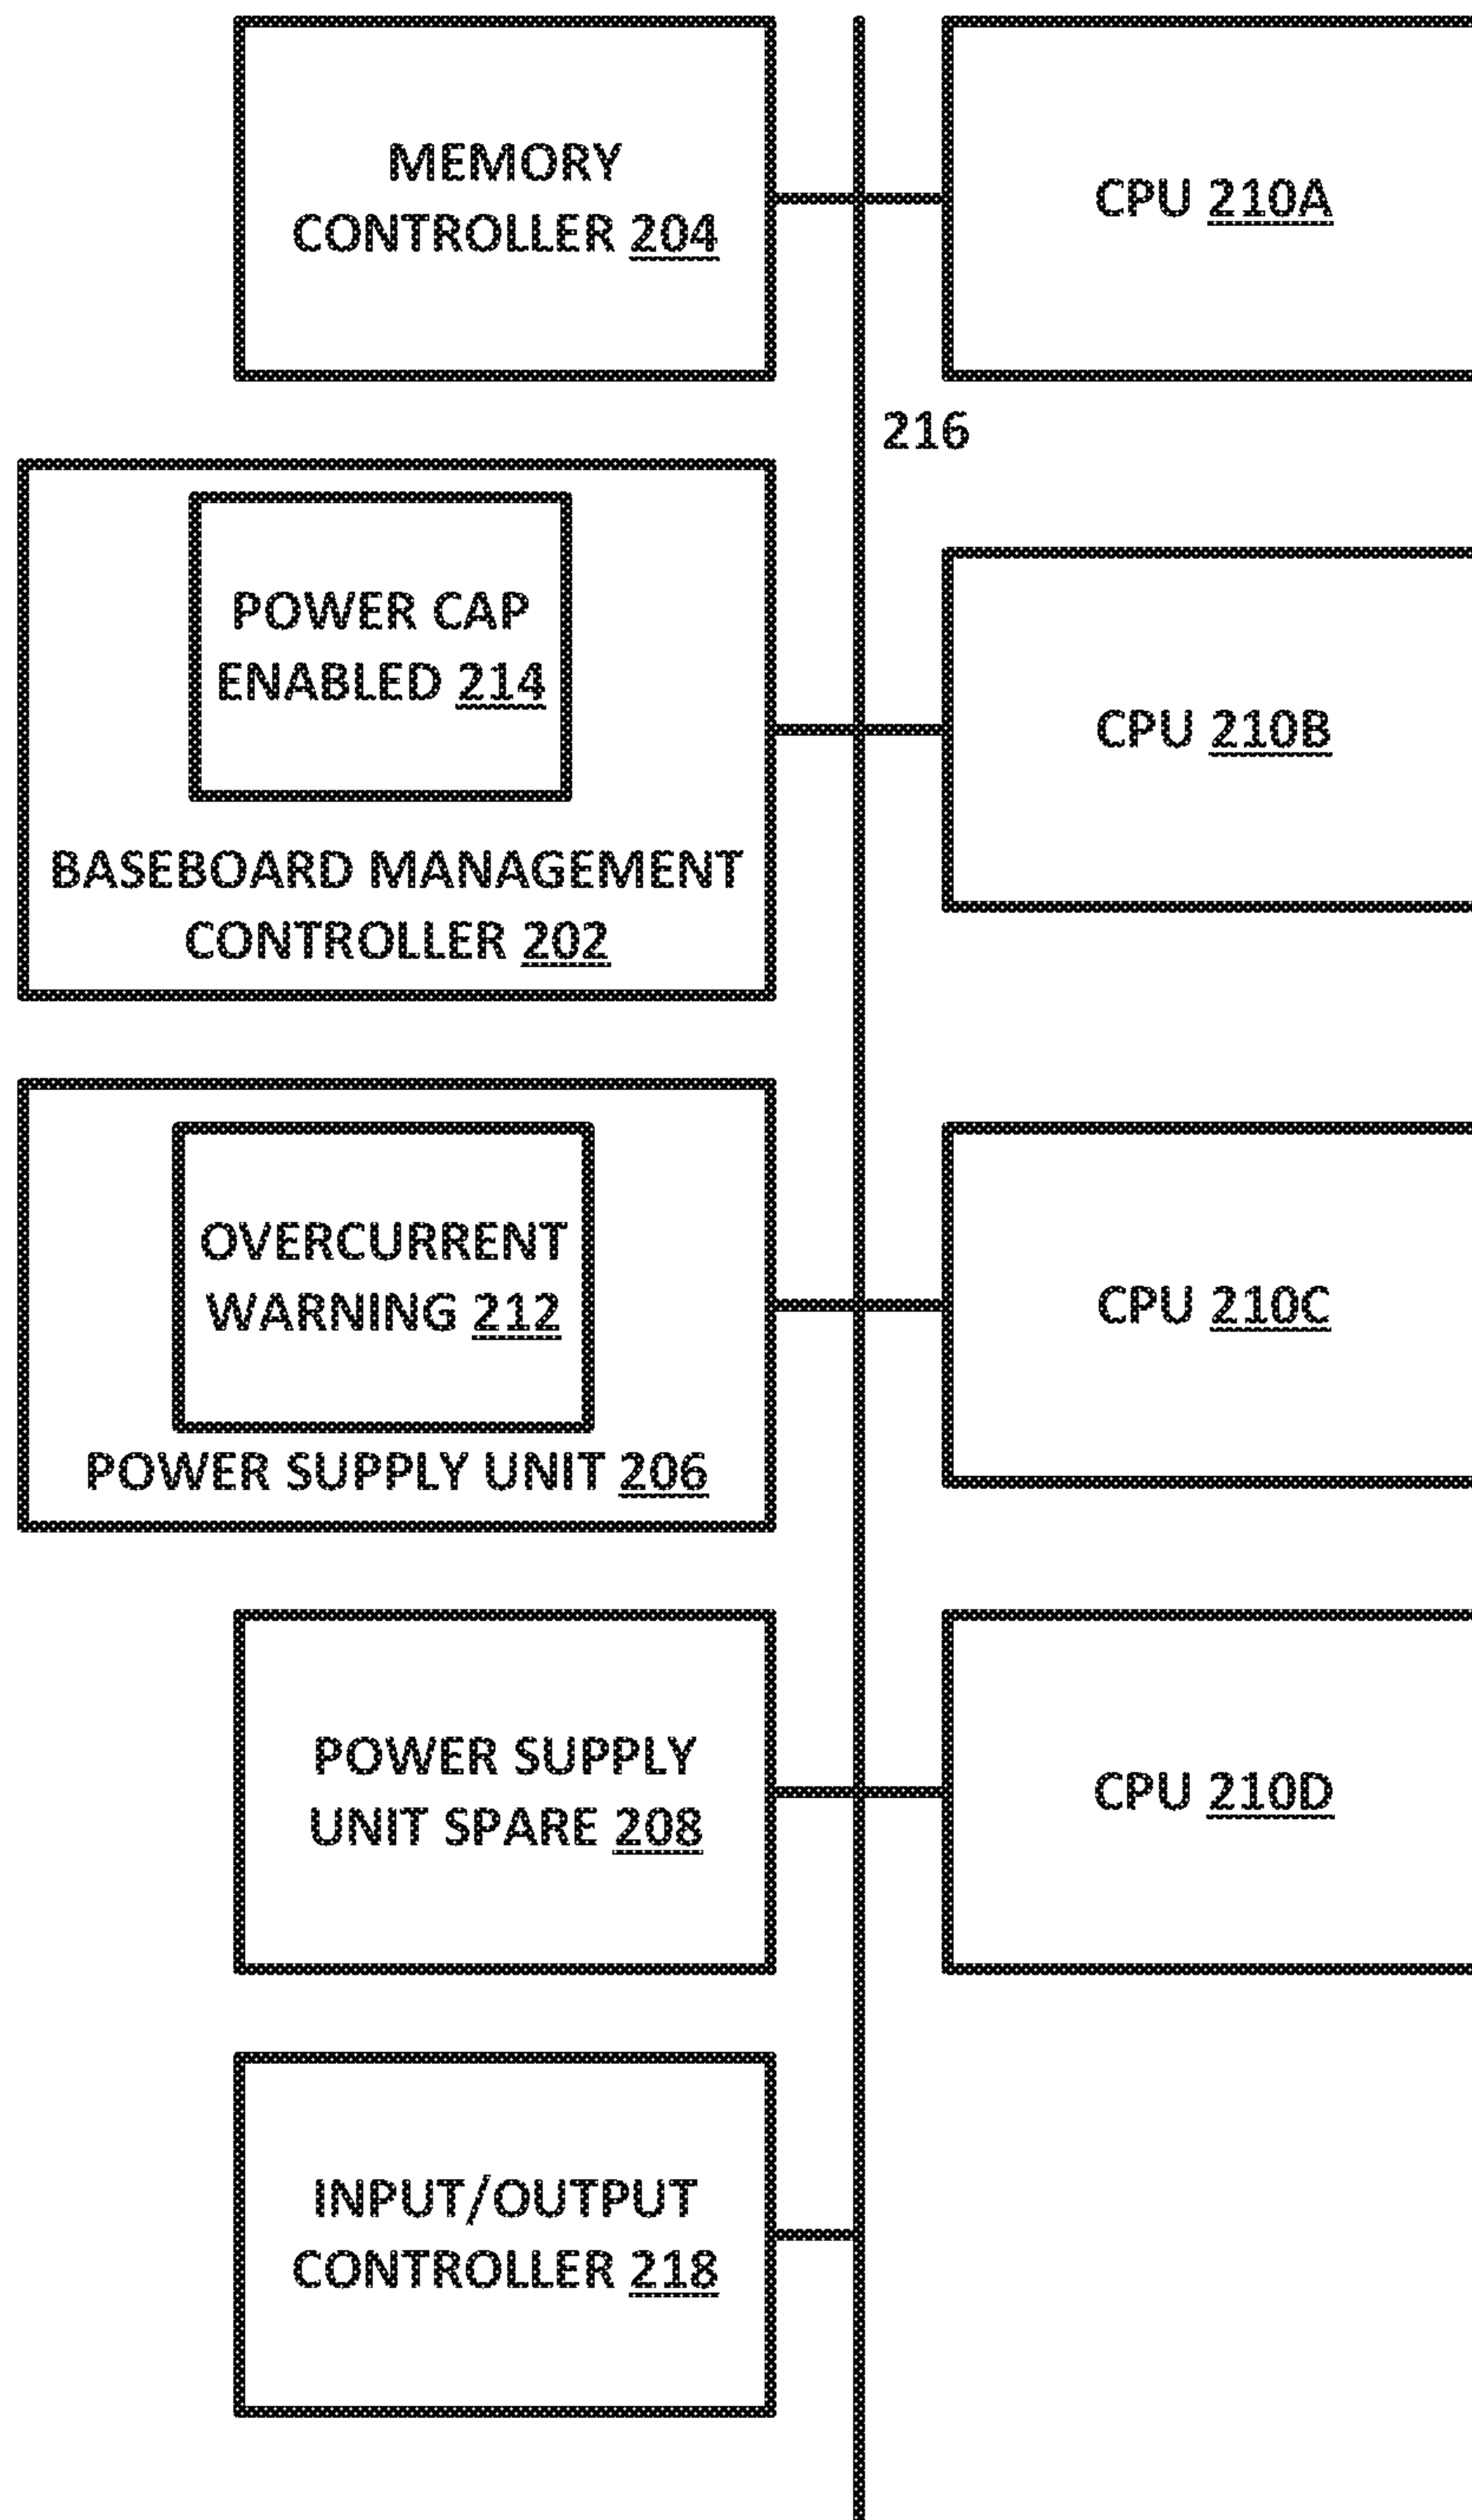 MEMORY
CONTROLLER 204
CPU 210A
216
POWER CAP
ENABLED 214
BASEBOARD MANAGEMENT
CONTROLLER 202
CPU 210B
OVERCURRENT
WARNING 212
POWER SUPPLY UNIT 206
CPU 210C
POWER SUPPLY
UNIT SPARE 208
CPU 210D
INPUT/OUTPUT
CONTROLLER 218